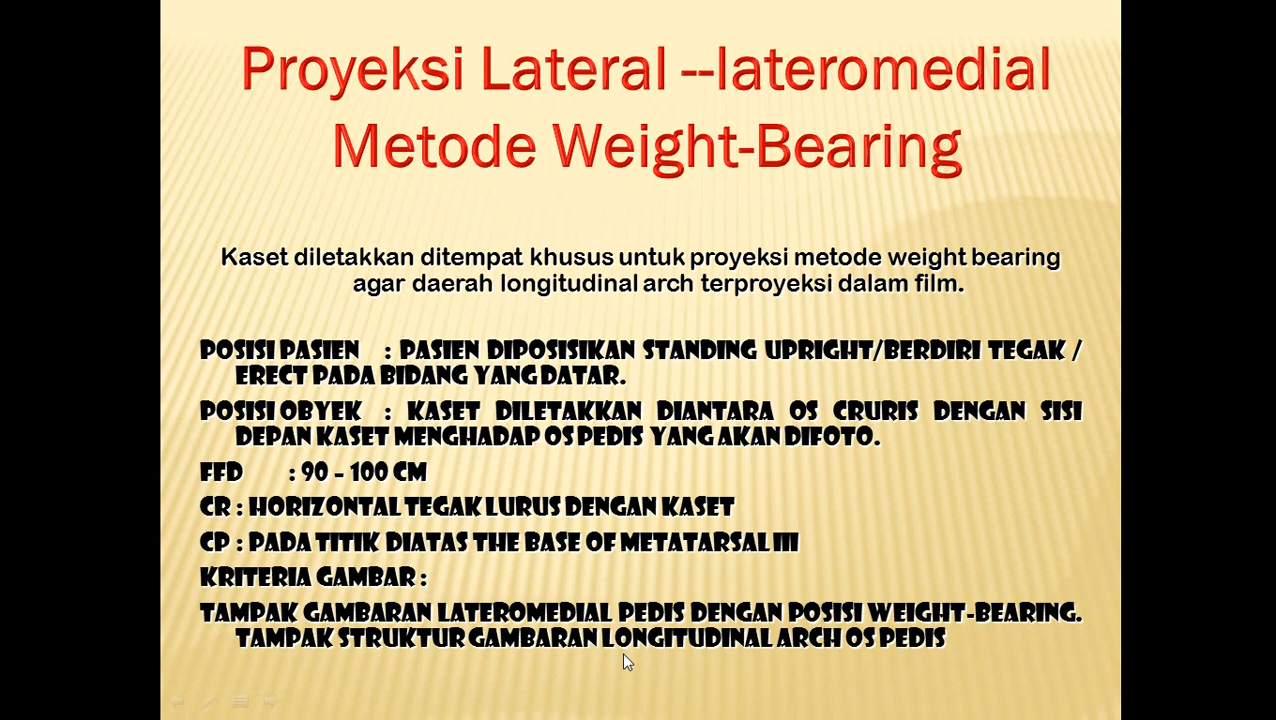 Proyeksi Lateral --lateromedial
Metode Weight-Bearing
Kaset diletakkan ditempat khusus untuk proyeksi metode weight bearing
agar daerah longitudinal arch terproyeksi dalam film.
POSISI PASIEN : PASIEN DIPOSISIKAN STANDING UPRIGHT/BERDIRI TEGAK /
ERECT PADA BIDANG YANG DATAR.
POSISI OBYEK : KASET DILETAKKAN DIANTARA OS CRURIS DENGAN SISI
DEPAN KASET MENGHADAP OS PEDIS YANG AKAN DIFOTO.
FFD : 90 – 100 CM
CR : HORIZONTAL TEGAK LURUS DENGAN KASET
CP : PADA TITIK DIATAS THE BASE OF METATARSAL III
KRITERIA GAMBAR :
TAMPAK GAMBARAN LATEROMEDIAL PEDIS DENGAN POSISI WEIGHT-BEARING.
TAMPAK STRUKTUR GAMBARAN LONGITUDINAL ARCH OS PEDIS